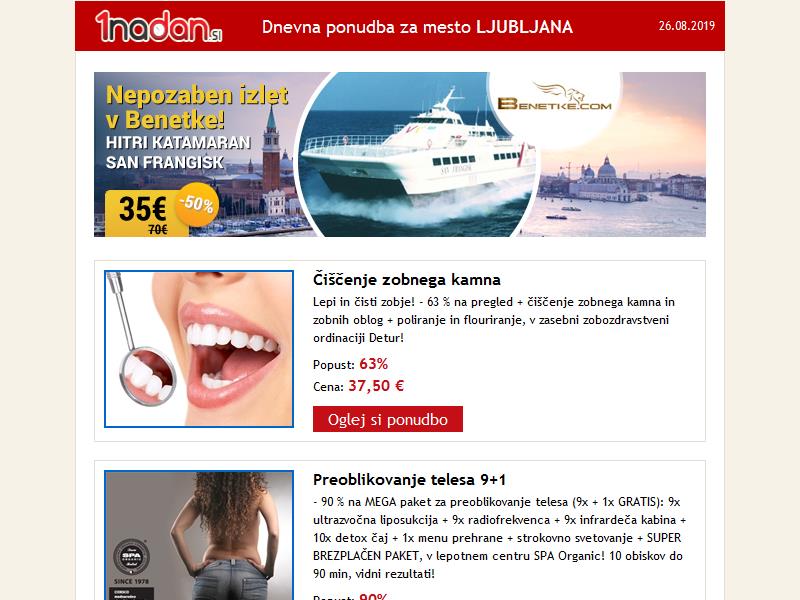 1nadan.SI
Dnevna ponudba za mesto LJUBLJANA
26.08.2019
Nepozaben izlet
v Benetke!
HITRI KATAMARAN
SAN FRANGISK
35€
-50%
70€
SAN FRANGISK
BENETKE.COM
Čiščenje zobnega kamna
Lepi in čisti zobje! - 63 % na pregled + čiščenje zobnega kamna in
zobnih oblog + poliranje in flouriranje, v zasebni zobozdravstveni
ordinaciji Detur!
Popust: 63%
Cena: 37,50 €
Oglej si ponudbo
SPA
ORGANIC
SINCE 1978
Preoblikovanje telesa 9+1
- 90 % na MEGA paket za preoblikovanje telesa (9x + 1x GRATIS): 9x
ultrazvočna liposukcija + 9x radiofrekvenca + 9x infrardeča kabina +
10x detox čaj + 1x menu prehrane + strokovno svetovanje + SUPER
BREZPLAČEN PAKET, v lepotnem centru SPA Organic! 10 obiskov do
90 min, vidni rezultati!
Popust: 90%